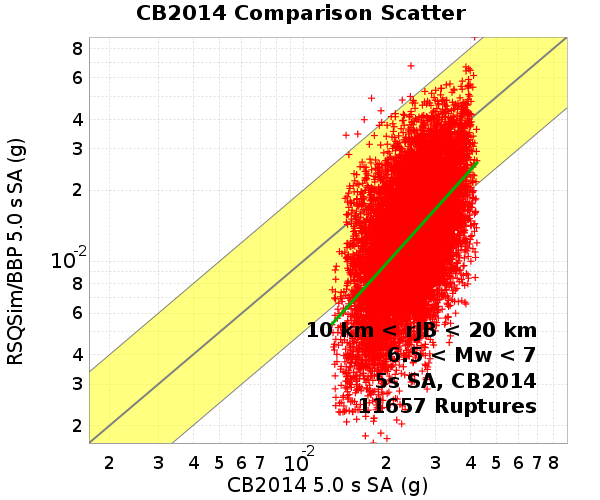 CB2014 Comparison Scatter
RSQSim/BBP 5.0 s SA (g)
8
6
4
3
2
10-2
8
6
4
3
2
10 km < rJB < 20 km
6.5 < Mw < 7
5s SA, CB2014
11657 Ruptures
2 3 4 5 6 7 10-2 2 3 4 5 6 7 8
CB2014 5.0 s SA (g)